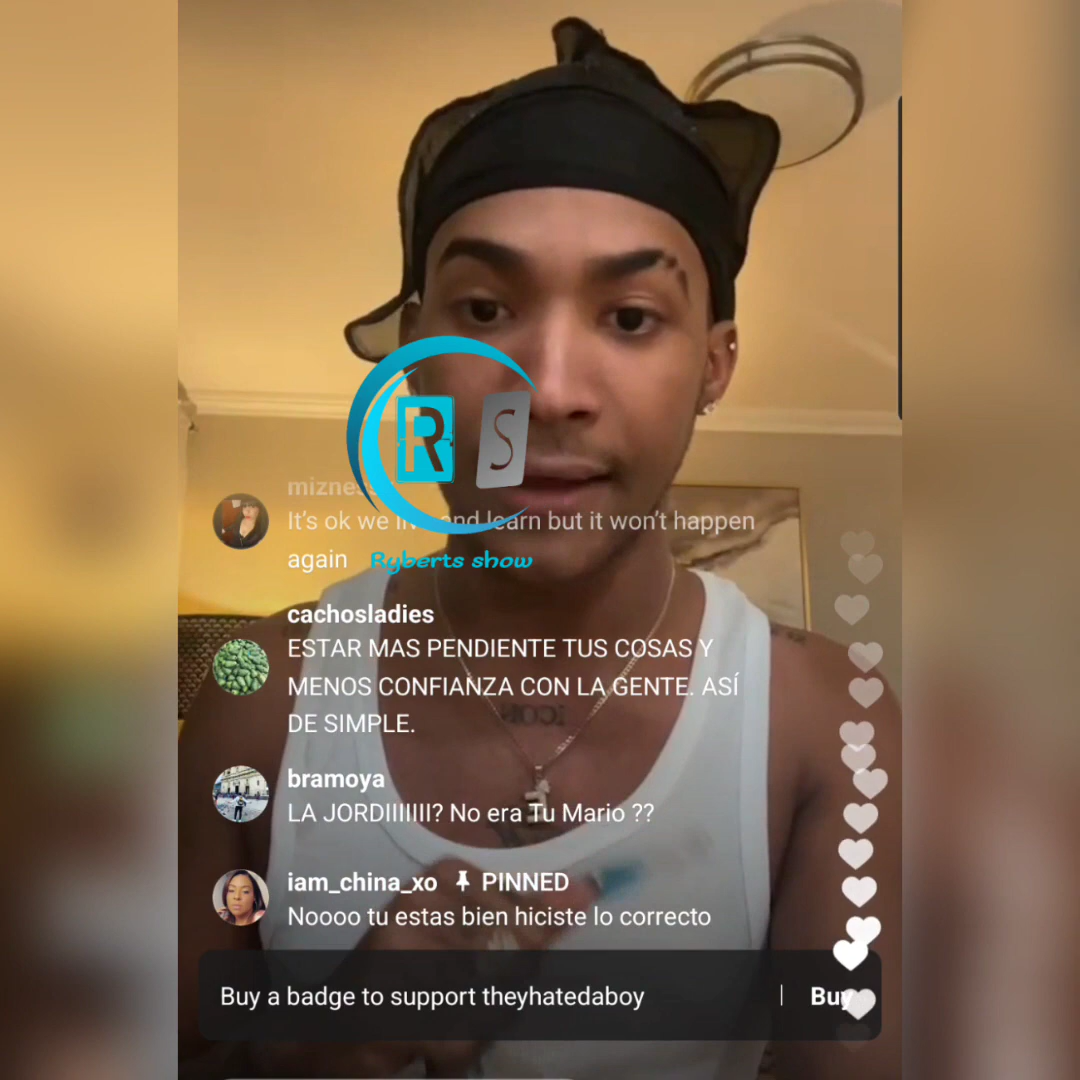 R S
Ryberts show
miznes
It's ok we live and learn but it won't happen
again
cachosladies
ESTAR MAS PENDIENTE TUS COSAS Y
MENOS CONFIANZA CON LA GENTE. ASÍ
DE SIMPLE.
bramoya
LA JORDIIIIIII? No era Tu Mario ??
iam_china_xo PINNED
Noooo tu estas bien hiciste lo correcto
Buy a badge to support theyhatedaboy | Buy